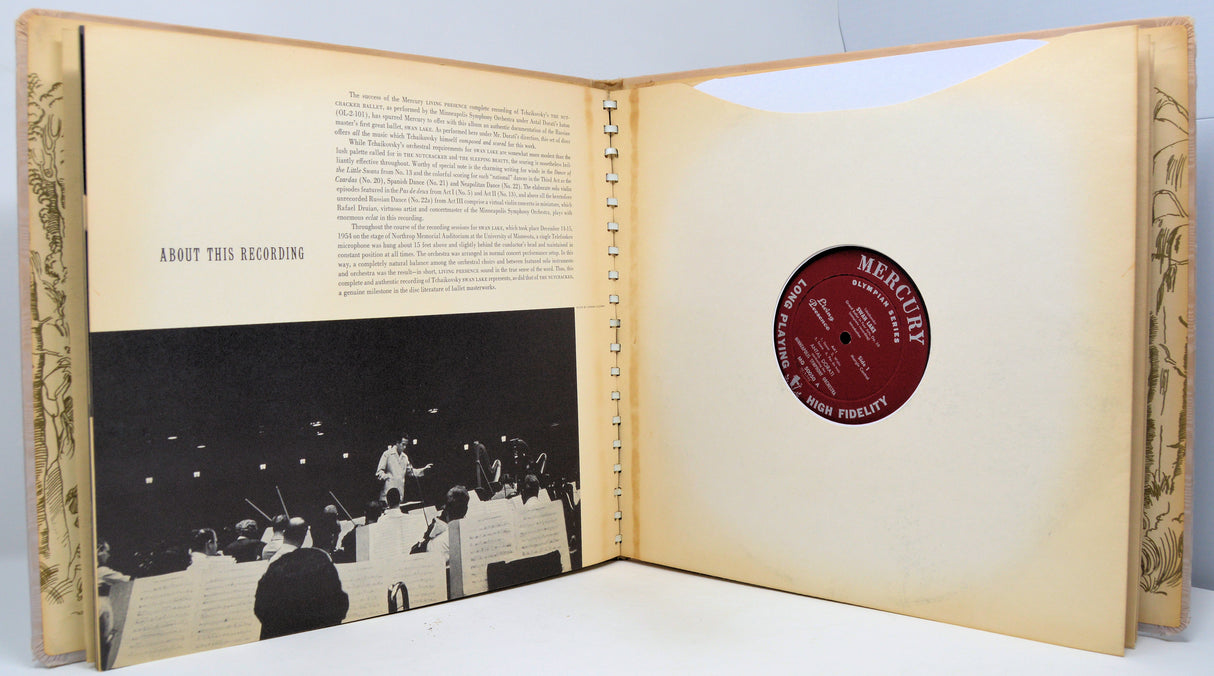 The success of the Mercury LIVING PRESENCE complete recording of Tchaikovsky's THE NUT-
CRACKER BALLET, as performed by the Minneapolis Symphony Orchestra under Antal Dorati's baton
(OL-2-101), has spurred Mercury to offer with this album an authentic documentation of the Russian
master's first great ballet, SWAN LAKE. As performed here under Mr. Dorati's direction, this set of discs
offers all the music which Tchaikovsky himself composed and scored for this work.
While Tchaikovsky's orchestral requirements for SWAN LAKE are somewhat more modest than the
lush palette called for in THE NUTCRACKER and THE SLEEPING BEAUTY, the scoring is nonetheless bril-
liantly effective throughout. Worthy of special note is the charming writing for winds in the Dance of
the Little Swans from No. 13 and the colorful scoring for such "national" dances in the Third Act as the
Czardas (No. 20), Spanish Dance (No. 21) and Neapolitan Dance (No. 22). The elaborate solo violin
episodes featured in the Pas de deux from Act I (No. 5) and Act II (No. 13), and above all the heretofore
unrecorded Russian Dance (No. 22a) from Act III comprise a virtual violin concerto in miniature, which
Rafael Druian, virtuoso artist and concertmaster of the Minneapolis Symphony Orchestra, plays with
enormous eclat in this recording.
Throughout the course of the recording sessions for SWAN LAKE, which took place December 14-15,
1954 on the stage of Northrop Memorial Auditorium at the University of Minnesota, a single Telefunken
microphone was hung about 15 feet above and slightly behind the conductor's head and maintained in
constant position at all times. The orchestra was arranged in normal concert performance setup. In this
way, a completely natural balance among the orchestral choirs and between featured solo instruments
and orchestra was the result—in short, LIVING PRESENCE sound in the true sense of the word. Thus, this
complete and authentic recording of Tchaikovsky SWAN LAKE represents, as did that of THE NUTCRACKER,
a genuine milestone in the disc literature of ballet masterworks.
ABOUT THIS RECORDING
MERCURY
OLYMPIAN SERIES
Living
Presence
SWAN LAKE
Side 1
ANTAL DORATI
MINNEAPOLIS SYMPHONY ORCHESTRA
LONG PLAYING
HIGH FIDELITY